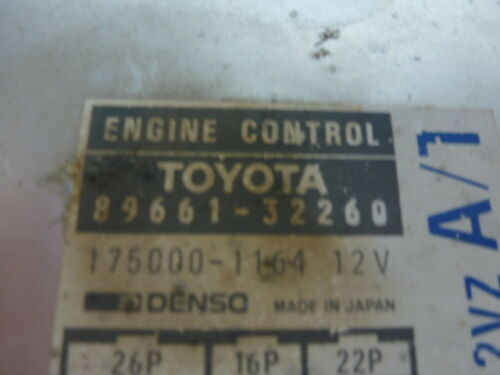 ENGINE CONTROL
TOYOTA
89661-32260
175000-1164 12V
DENSO MADE IN JAPAN
26P 16P 22P
2VZ A/T